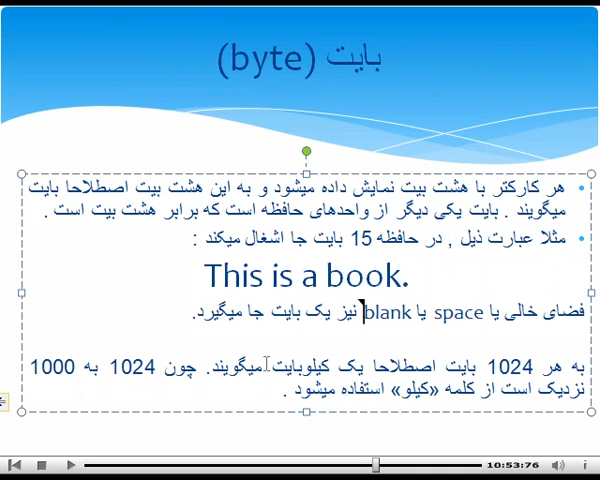 بایت (byte)
هر کارکتر با هشت بیت نمایش داده میشود و به این هشت بیت اصطلاحا بایت
میگویند . بایت یکی دیگر از واحدهای حافظه است که برابر هشت بیت است .
مثلا عبارت ذیل , در حافظه 15 بایت جا اشغال میکند :
This is a book.
فضای خالی یا space یا blank نیز یک بایت جا میگیرد.
به هر 1024 بایت اصطلاحا یک کیلوبایت میگویند. چون 1024 به 1000
نزدیک است از کلمه «کیلو» استفاده میشود .
10:53:76